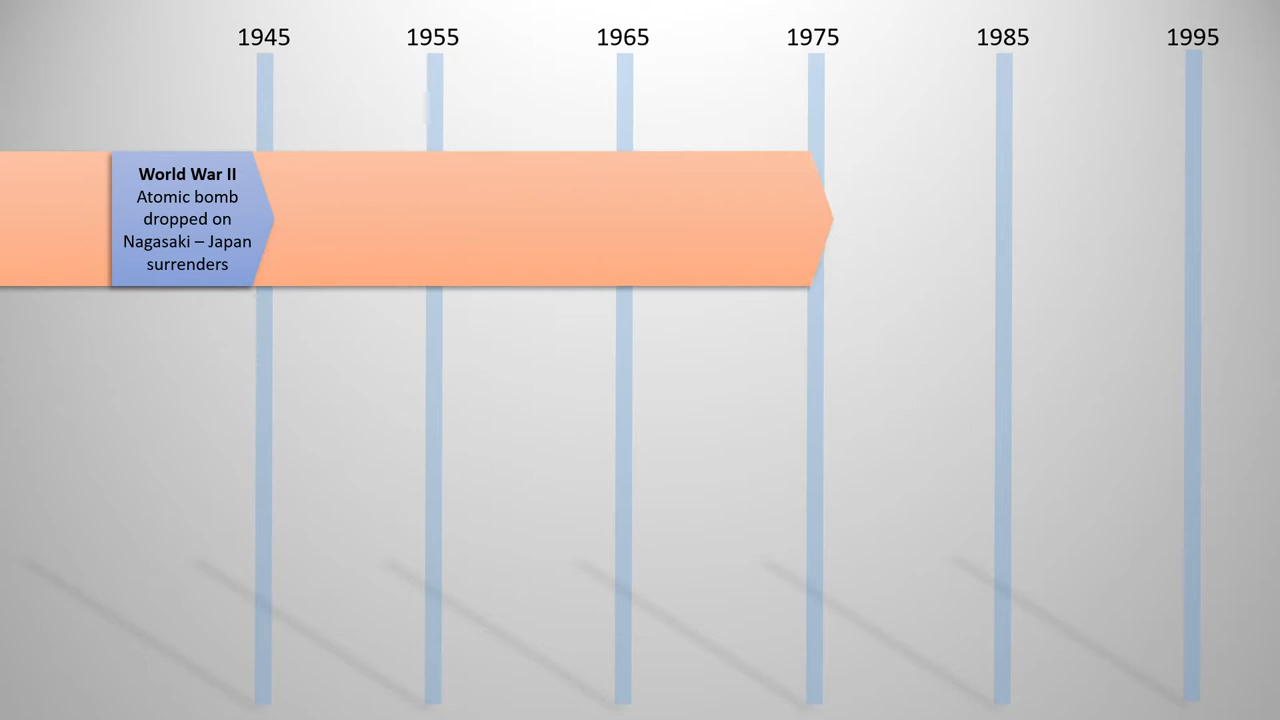 1945 1955 1965 1975 1985 1995
World War II
Atomic bomb
dropped on
Nagasaki – Japan
surrenders